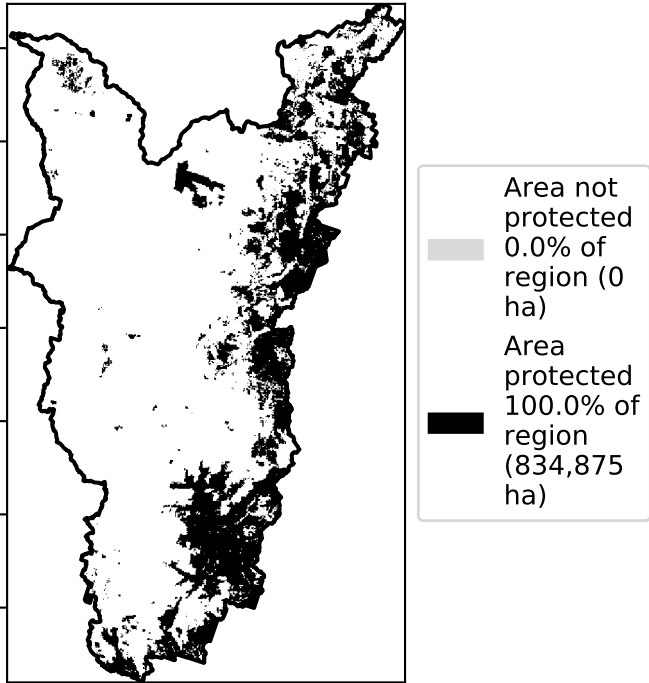 Area not
protected
0.0% of
region (0
ha)
Area
protected
100.0% of
region
(834,875
ha)